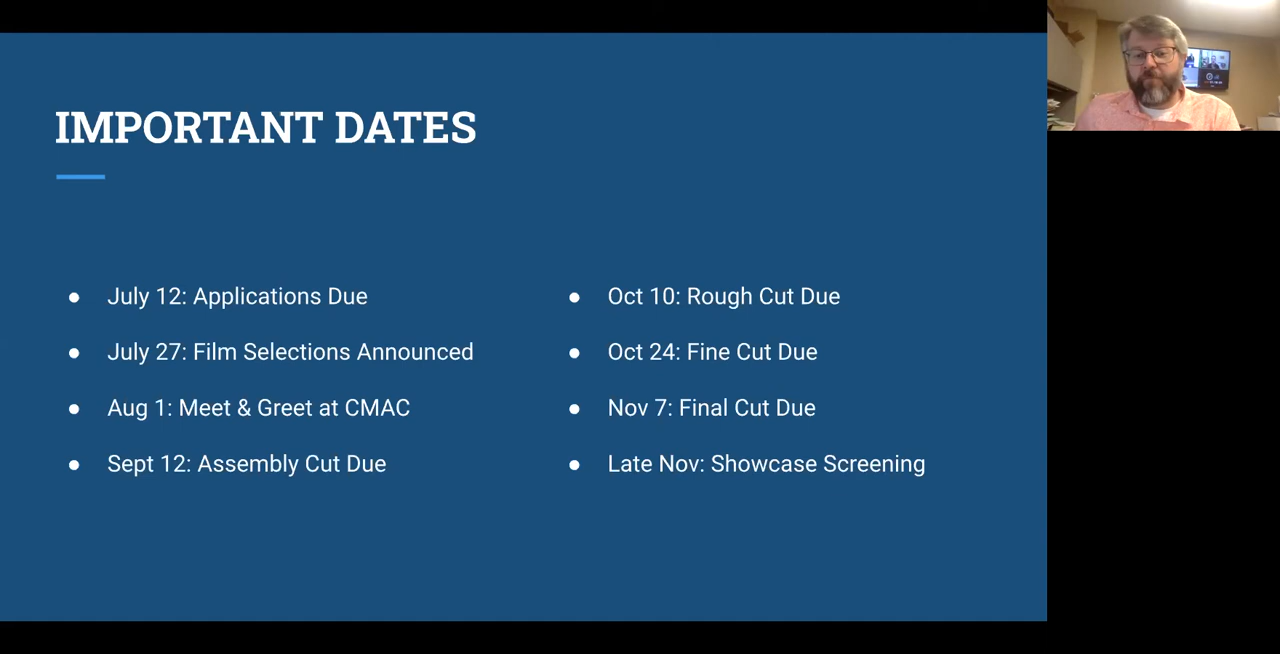 IMPORTANT DATES
● July 12: Applications Due
● July 27: Film Selections Announced
● Aug 1: Meet & Greet at CMAC
● Sept 12: Assembly Cut Due
● Oct 10: Rough Cut Due
● Oct 24: Fine Cut Due
● Nov 7: Final Cut Due
● Late Nov: Showcase Screening